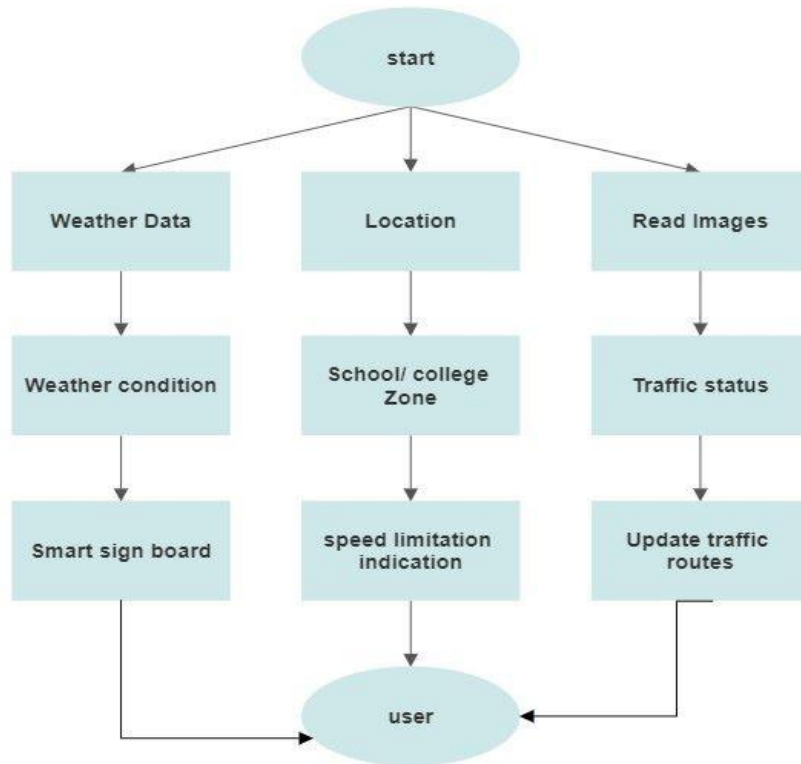 start
Weather Data
Location
Read Images
Weather condition
School/ college
Zone
Traffic status
Smart sign board
speed limitation
indication
Update traffic
routes
user